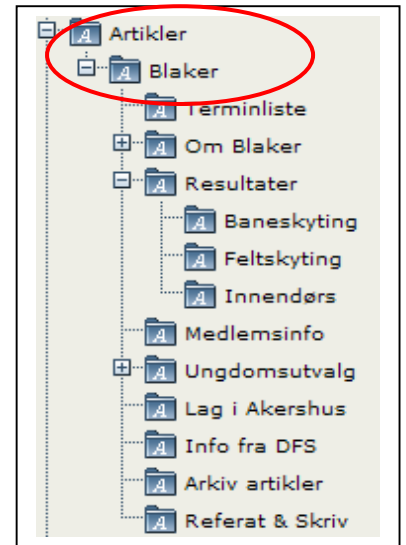 Artikler
Blaker
Terminliste
Om Blaker
Resultater
Baneskyting
Feltskyting
Innendørs
Medlemsinfo
Ungdomsutvalg
Lag i Akershus
Info fra DFS
Arkiv artikler
Referat & Skriv